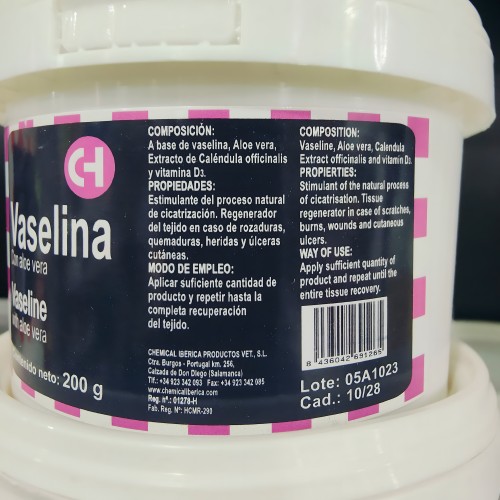 CH
Vaselina
con aloe vera
Vaseline
with aloe vera
Contenido neto: 200 g
COMPOSICIÓN:
A base de vaselina, Aloe vera,
Extracto de Caléndula officinalis
y vitamina D3.
PROPIEDADES:
Estimulante del proceso natural
de cicatrización. Regenerador
del tejido en caso de rozaduras,
quemaduras, heridas y úlceras
cutáneas.
MODO DE EMPLEO:
Aplicar suficiente cantidad de
producto y repetir hasta la
completa recuperación
del tejido.
CHEMICAL IBERICA PRODUCTOS VET., S.L.
Ctra. Burgos - Portugal km. 256,
Calzada de Don Diego (Salamanca)
Tlf.: +34 923 342 093 Fax: +34 923 342 085
www.chemicaliberica.com
Reg. nº.: 01278-H
Fab. Reg. Nº: HCMR-290
COMPOSITION:
Vaseline, Aloe vera, Calendula
Extract officinalis and vitamin D3.
PROPIERTIES:
Stimulant of the natural process
of cicatrisation. Tissue
regenerator in case of scratches,
burns, wounds and cutaneous
ulcers.
WAY OF USE:
Apply sufficient quantity of
product and repeat until the
entire tissue recovery.
8 436042 691265
Lote: 05A1023
Cad.: 10/28